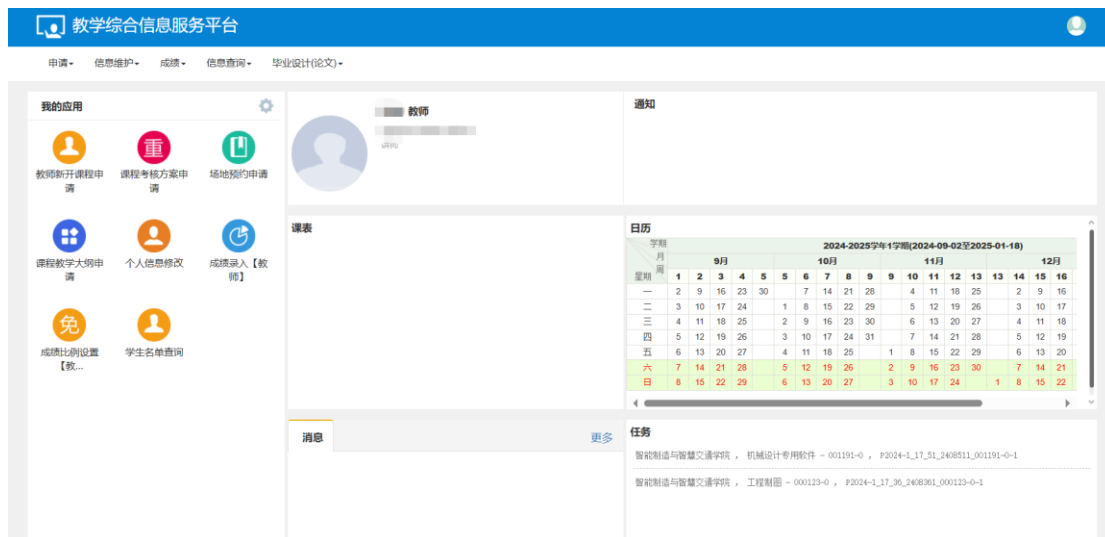 教学综合信息服务平台
申请 信息维护 成绩 信息查询 毕业设计(论文)
我的应用
教师新开课程申请
重
课程考核方案申请
场地预约申请
课程教学大纲申请
个人信息修改
成绩录入【教师】
免
成绩比例设置【教...
学生名单查询
教师
通知
课表
日历
学期 2024-2025学年1学期(2024-09-02至2025-01-18)
月 9月 10月 11月 12月
周
星期 1 2 3 4 5 5 6 7 8 9 9 10 11 12 13 13 14 15 16
一 2 9 16 23 30 7 14 21 28 4 11 18 25 2 9 16
二 3 10 17 24 1 8 15 22 29 5 12 19 26 3 10 17
三 4 11 18 25 2 9 16 23 30 6 13 20 27 4 11 18
四 5 12 19 26 3 10 17 24 31 7 14 21 28 5 12 19
五 6 13 20 27 4 11 18 25 1 8 15 22 29 6 13 20
六 7 14 21 28 5 12 19 26 2 9 16 23 30 7 14 21
日 8 15 22 29 6 13 20 27 3 10 17 24 1 8 15 22
消息 更多
任务
智能制造与智慧交通学院 ， 机械设计专用软件 - 001191-0 ， P2024-1_17_51_2408511_001191-0-1
智能制造与智慧交通学院 ， 工程制图 - 000123-0 ， P2024-1_17_36_2408361_000123-0-1